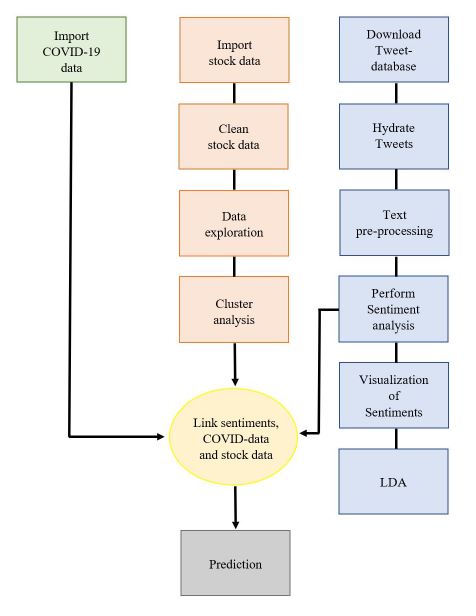 Import
COVID-19
data
Import
stock data
Clean
stock data
Data
exploration
Cluster
analysis
Download
Tweet-
database
Hydrate
Tweets
Text
pre-processing
Perform
Sentiment
analysis
Visualization
of
Sentiments
LDA
Link sentiments,
COVID-data
and stock data
Prediction